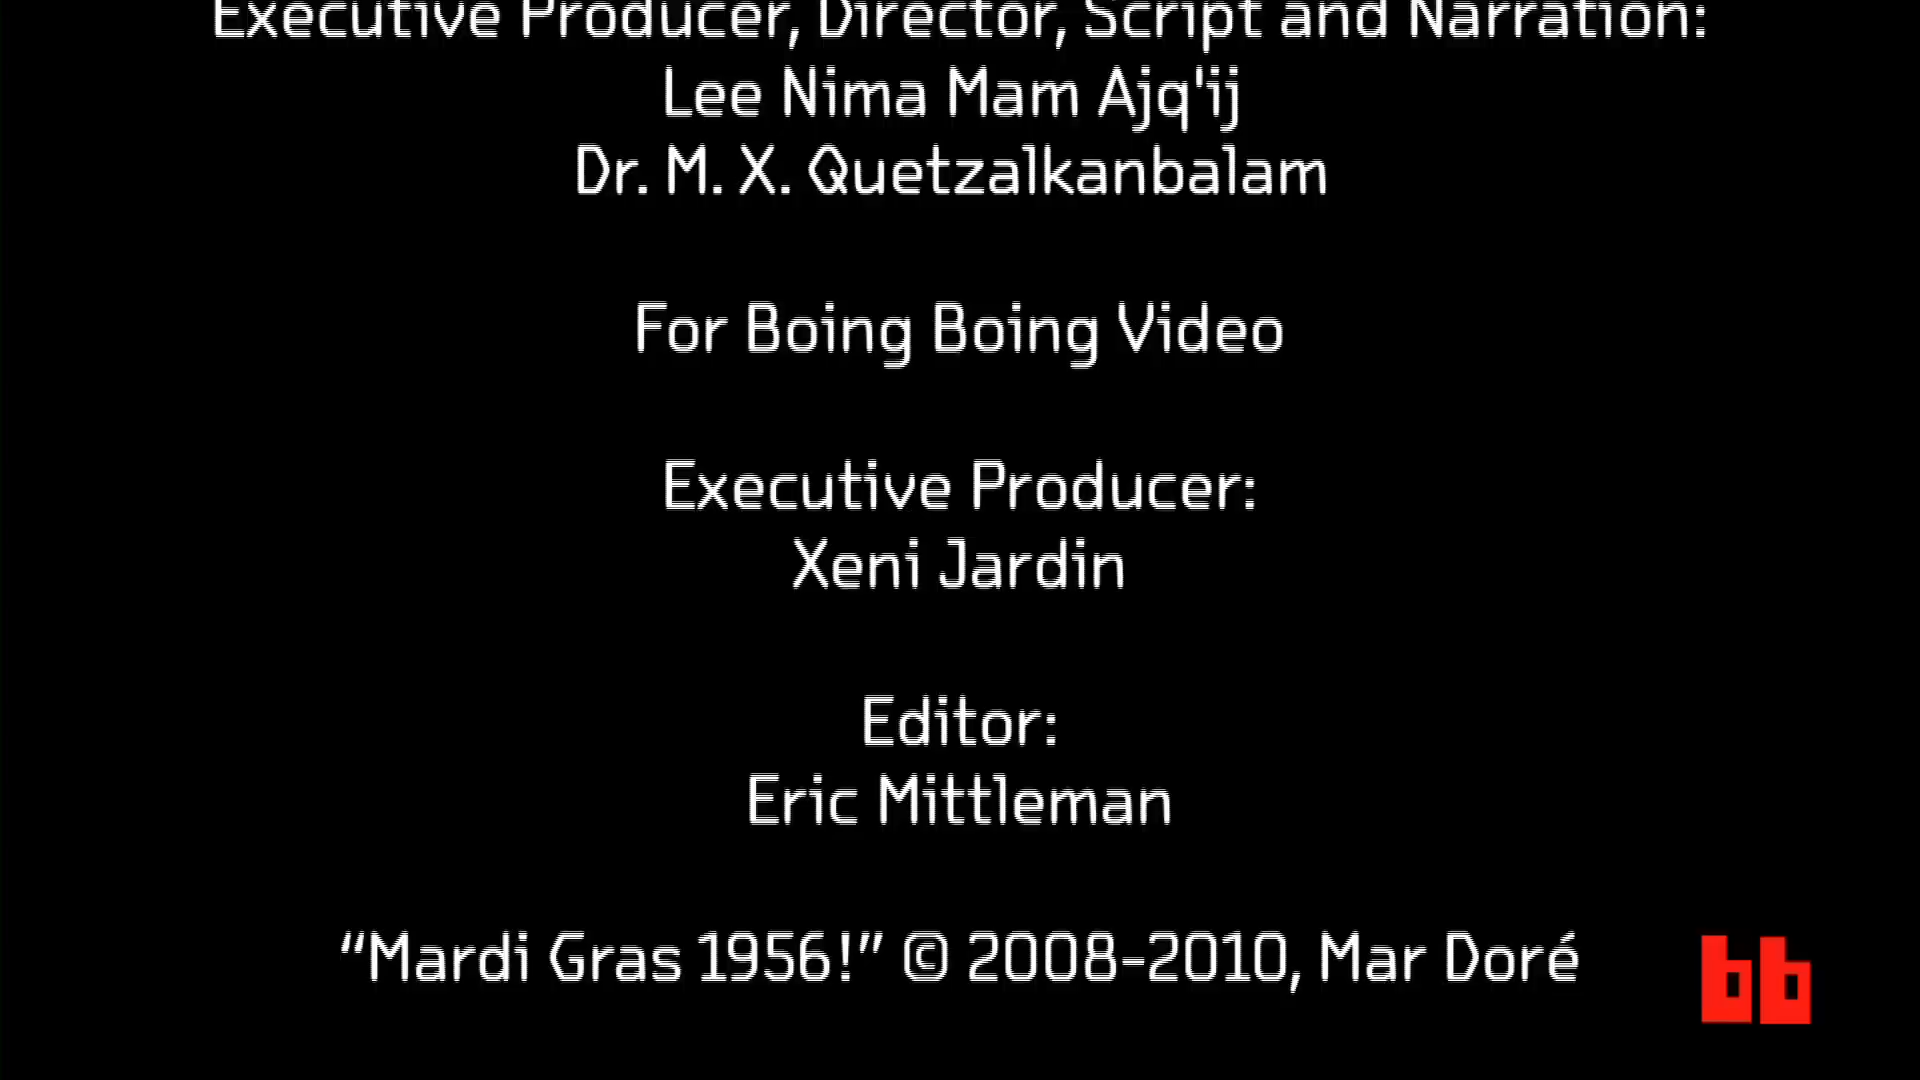 Executive Producer, Director, Script and Narration:
Lee Nima Mam Ajq'ij
Dr. M. X. Quetzalkanbalam
For Boing Boing Video
Executive Producer:
Xeni Jardin
Editor:
Eric Mittleman
“Mardi Gras 1956!” © 2008-2010, Mar Doré
bb